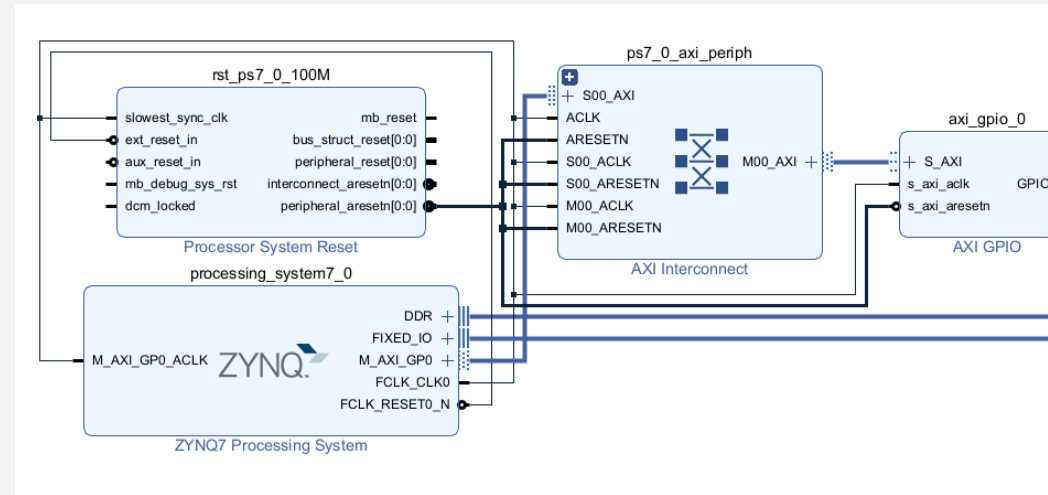 rst_ps7_0_100M
slowest_sync_clk
ext_reset_in
aux_reset_in
mb_debug_sys_rst
dcm_locked
mb_reset
bus_struct_reset[0:0]
peripheral_reset[0:0]
interconnect_aresetn[0:0]
peripheral_aresetn[0:0]
Processor System Reset
processing_system7_0
M_AXI_GP0_ACLK
ZYNQ
DDR
FIXED_IO
M_AXI_GP0
FCLK_CLK0
FCLK_RESET0_N
ZYNQ7 Processing System
ps7_0_axi_periph
S00_AXI
ACLK
ARESETN
S00_ACLK
S00_ARESETN
M00_ACLK
M00_ARESETN
M00_AXI
AXI Interconnect
axi_gpio_0
S_AXI
s_axi_aclk
s_axi_aresetn
GPIO
AXI GPIO